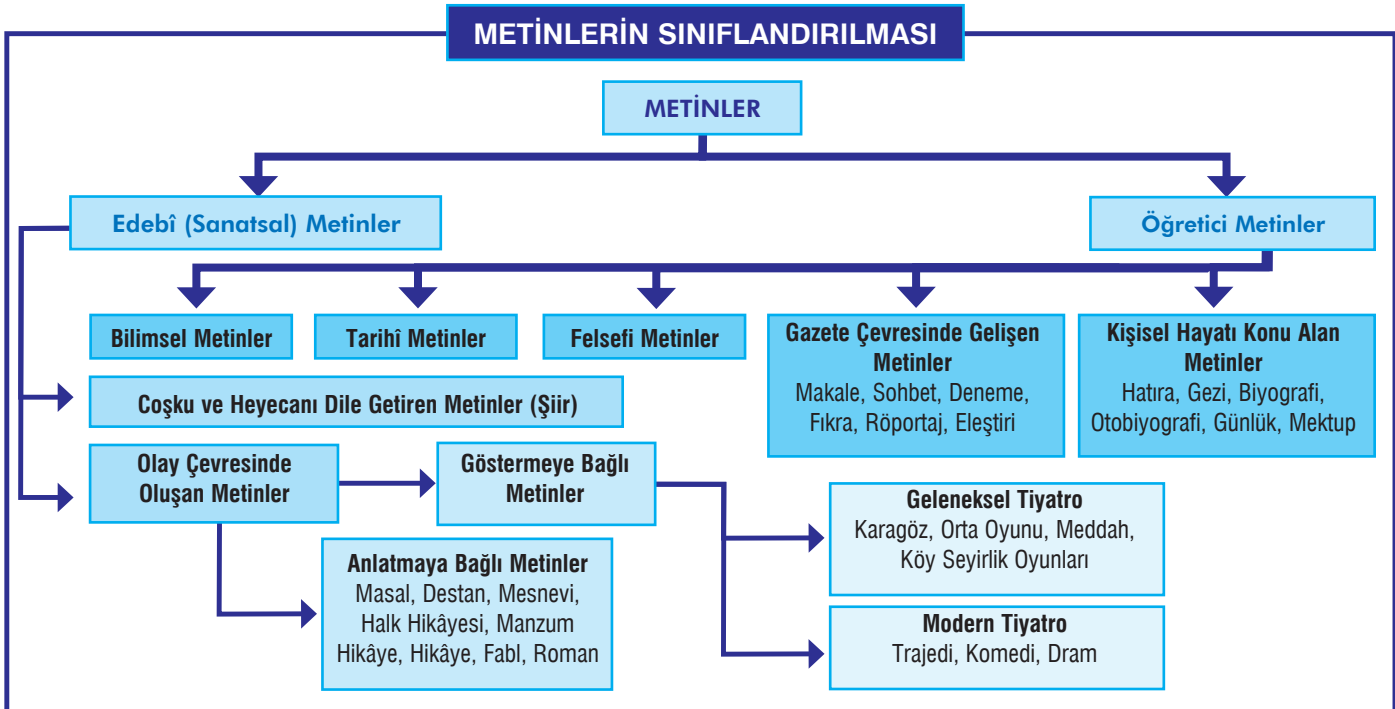 METİNLERİN SINIFLANDIRILMASI
METİNLER
Edebî (Sanatsal) Metinler
Öğretici Metinler
Bilimsel Metinler
Tarihî Metinler
Felsefi Metinler
Gazete Çevresinde Gelişen
Metinler
Makale, Sohbet, Deneme,
Fıkra, Röportaj, Eleştiri
Kişisel Hayatı Konu Alan
Metinler
Hatıra, Gezi, Biyografi,
Otobiyografi, Günlük, Mektup
Coşku ve Heyecanı Dile Getiren Metinler (Şiir)
Olay Çevresinde
Oluşan Metinler
Göstermeye Bağlı
Metinler
Anlatmaya Bağlı Metinler
Masal, Destan, Mesnevi,
Halk Hikâyesi, Manzum
Hikâye, Hikâye, Fabl, Roman
Geleneksel Tiyatro
Karagöz, Orta Oyunu, Meddah,
Köy Seyirlik Oyunları
Modern Tiyatro
Trajedi, Komedi, Dram